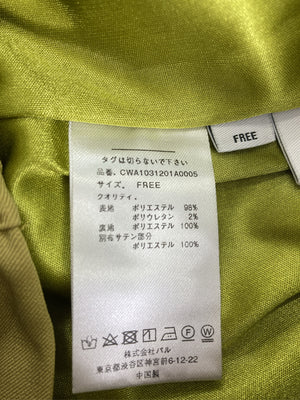 FREE
タグは切らないで下さい
品番. CWA1031201A0005
サイズ. FREE
クオリティ.
表地 ポリエステル 98%
ポリウレタン 2%
裏地 ポリエステル 100%
別布サテン部分
ポリエステル 100%
F W
株式会社パル
東京都渋谷区神宮前6-12-22
中国製